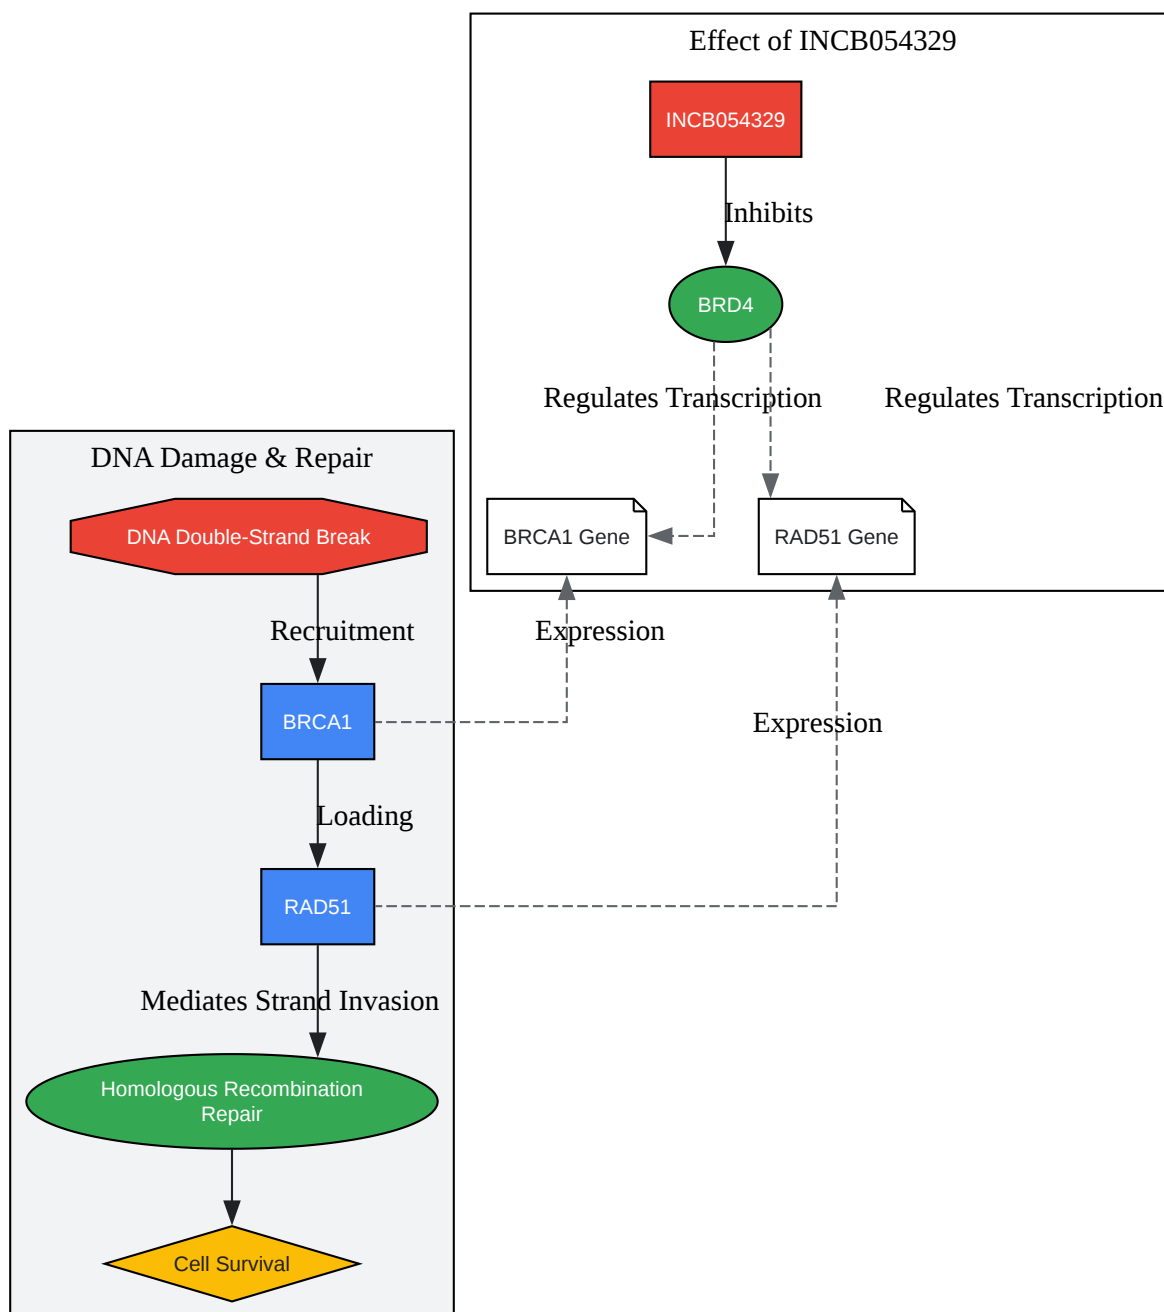 Effect of INCB054329
INCB054329
Inhibits
BRD4
Regulates Transcription
Regulates Transcription
BRCA1 Gene
RAD51 Gene
DNA Damage & Repair
DNA Double-Strand Break
Recruitment
Expression
BRCA1
Expression
Loading
RAD51
Mediates Strand Invasion
Homologous Recombination
Repair
Cell Survival